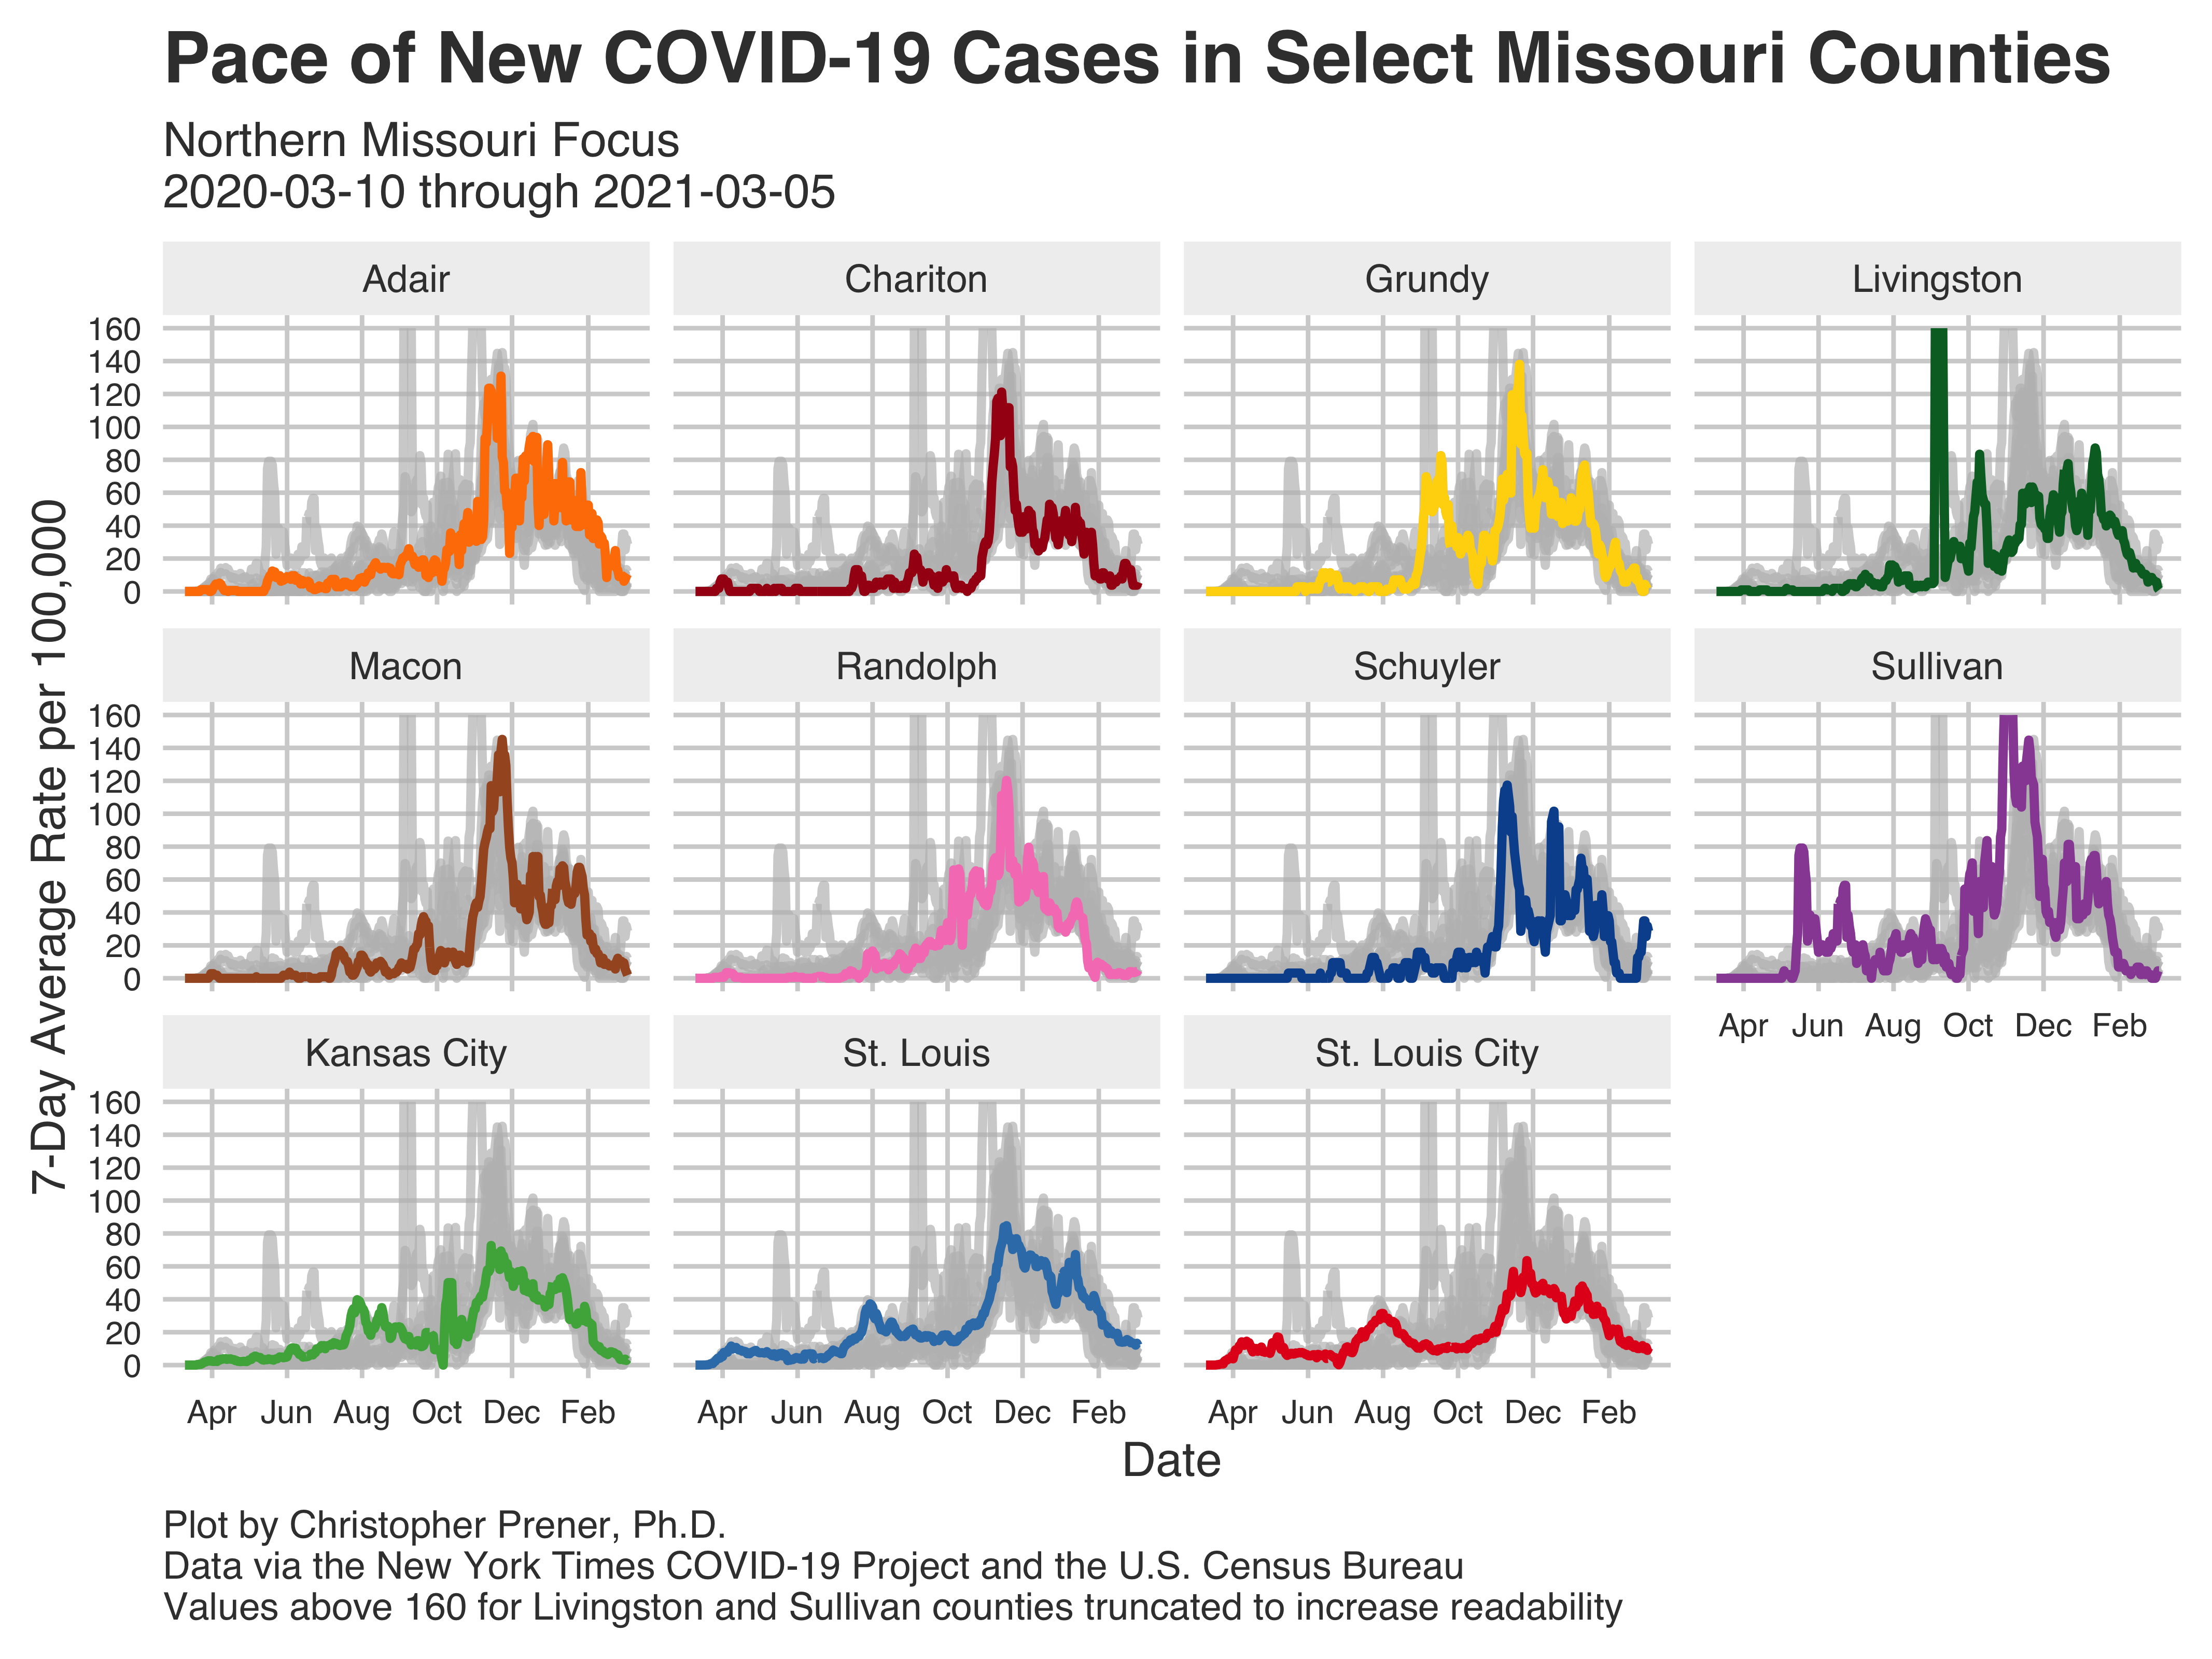 Pace of New COVID-19 Cases in Select Missouri Counties
Northern Missouri Focus
2020-03-10 through 2021-03-05
7-Day Average Rate per 100,000
Adair
Chariton
Grundy
Livingston
160
140
120
100
80
60
40
20
0
Macon
Randolph
Schuyler
Sullivan
160
140
120
100
80
60
40
20
0
Apr Jun Aug Oct Dec Feb
Kansas City
St. Louis
St. Louis City
160
140
120
100
80
60
40
20
0
Apr Jun Aug Oct Dec Feb
Apr Jun Aug Oct Dec Feb
Apr Jun Aug Oct Dec Feb
Date
Plot by Christopher Prener, Ph.D.
Data via the New York Times COVID-19 Project and the U.S. Census Bureau
Values above 160 for Livingston and Sullivan counties truncated to increase readability